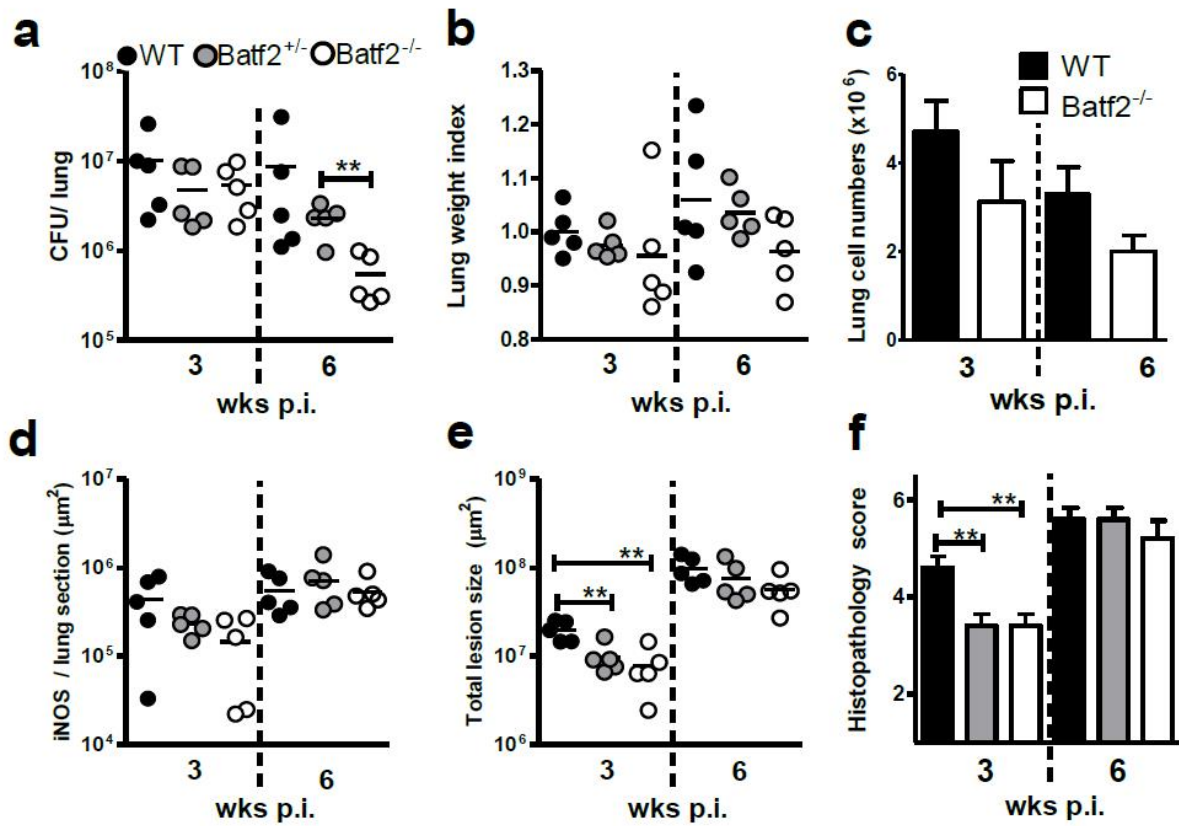 a
WT Batf2+/- Batf2-/-
10^8
10^7
10^6
10^5
CFU/ lung
**
3 6
wks p.i.
b
1.3
1.2
1.1
1.0
0.9
0.8
Lung weight index
3 6
wks p.i.
c
WT
Batf2-/-
6
4
2
0
Lung cell numbers (x10^6)
3 6
wks p.i.
d
10^7
10^6
10^5
10^4
iNOS / lung section (μm^2)
3 6
wks p.i.
e
10^9
10^8
10^7
10^6
Total lesion size (μm^2)
**
**
3 6
wks p.i.
f
6
4
2
Histopathology score
**
**
3 6
wks p.i.